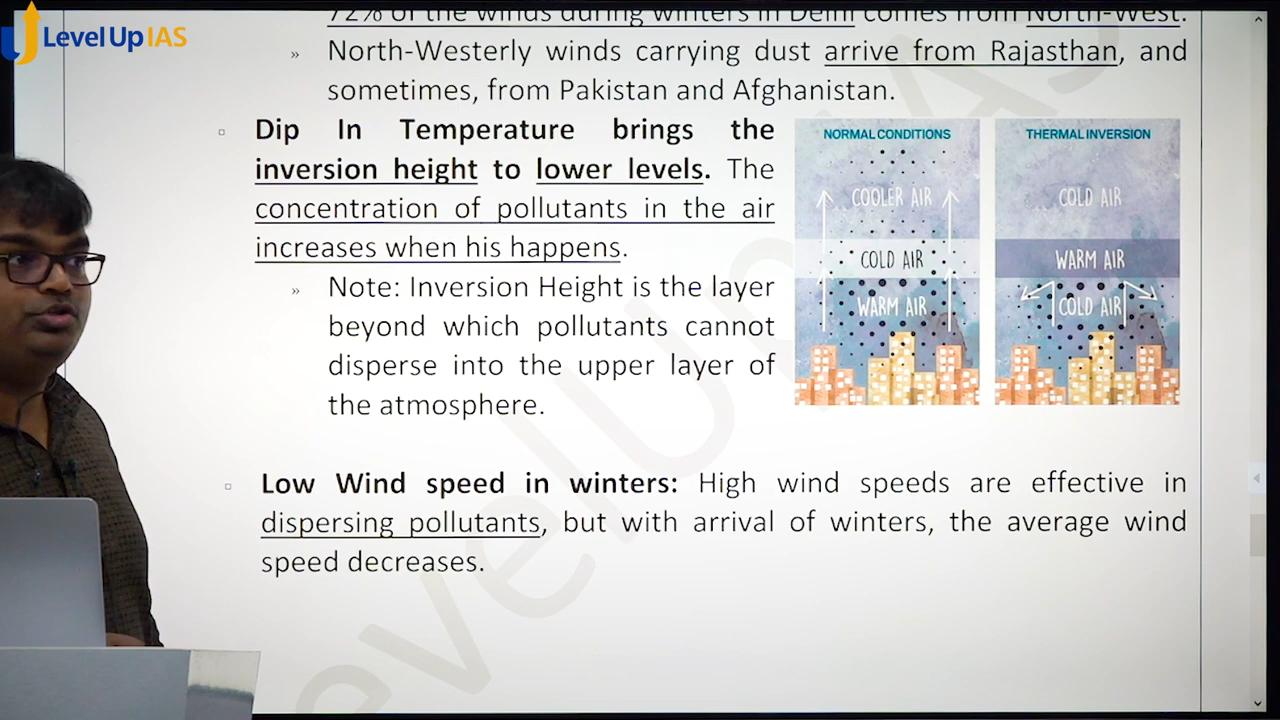 72% of the winds during winters in Delhi comes from North-West.
LevelUp IAS
» North-Westerly winds carrying dust arrive from Rajasthan, and
sometimes, from Pakistan and Afghanistan.
Dip In Temperature brings the
inversion height to lower levels. The
concentration of pollutants in the air
increases when his happens.
» Note: Inversion Height is the layer
beyond which pollutants cannot
disperse into the upper layer of
the atmosphere.
NORMAL CONDITIONS
COOLER AIR
COLD AIR
WARM AIR
THERMAL INVERSION
COLD AIR
WARM AIR
COLD AIR
Low Wind speed in winters: High wind speeds are effective in
dispersing pollutants, but with arrival of winters, the average wind
speed decreases.
LevelUp IAS